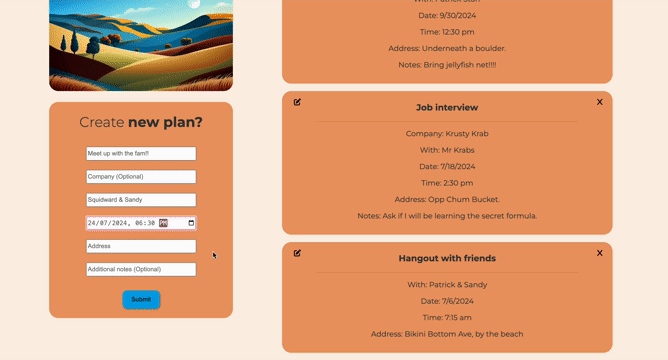 Create new plan?
Meet up with the fam!!
Company (Optional)
Squidward & Sandy
24/07/2024, 06:30 PM
Address
Additional notes (Optional)
Submit
Date: 9/30/2024
Time: 12:30 pm
Address: Underneath a boulder.
Notes: Bring jellyfish net!!!!
X
Job interview
Company: Krusty Krab
With: Mr Krabs
Date: 7/18/2024
Time: 2:30 pm
Address: Opp Chum Bucket.
Notes: Ask if I will be learning the secret formula.
X
Hangout with friends
With: Patrick & Sandy
Date: 7/6/2024
Time: 7:15 am
Address: Bikini Bottom Ave, by the beach